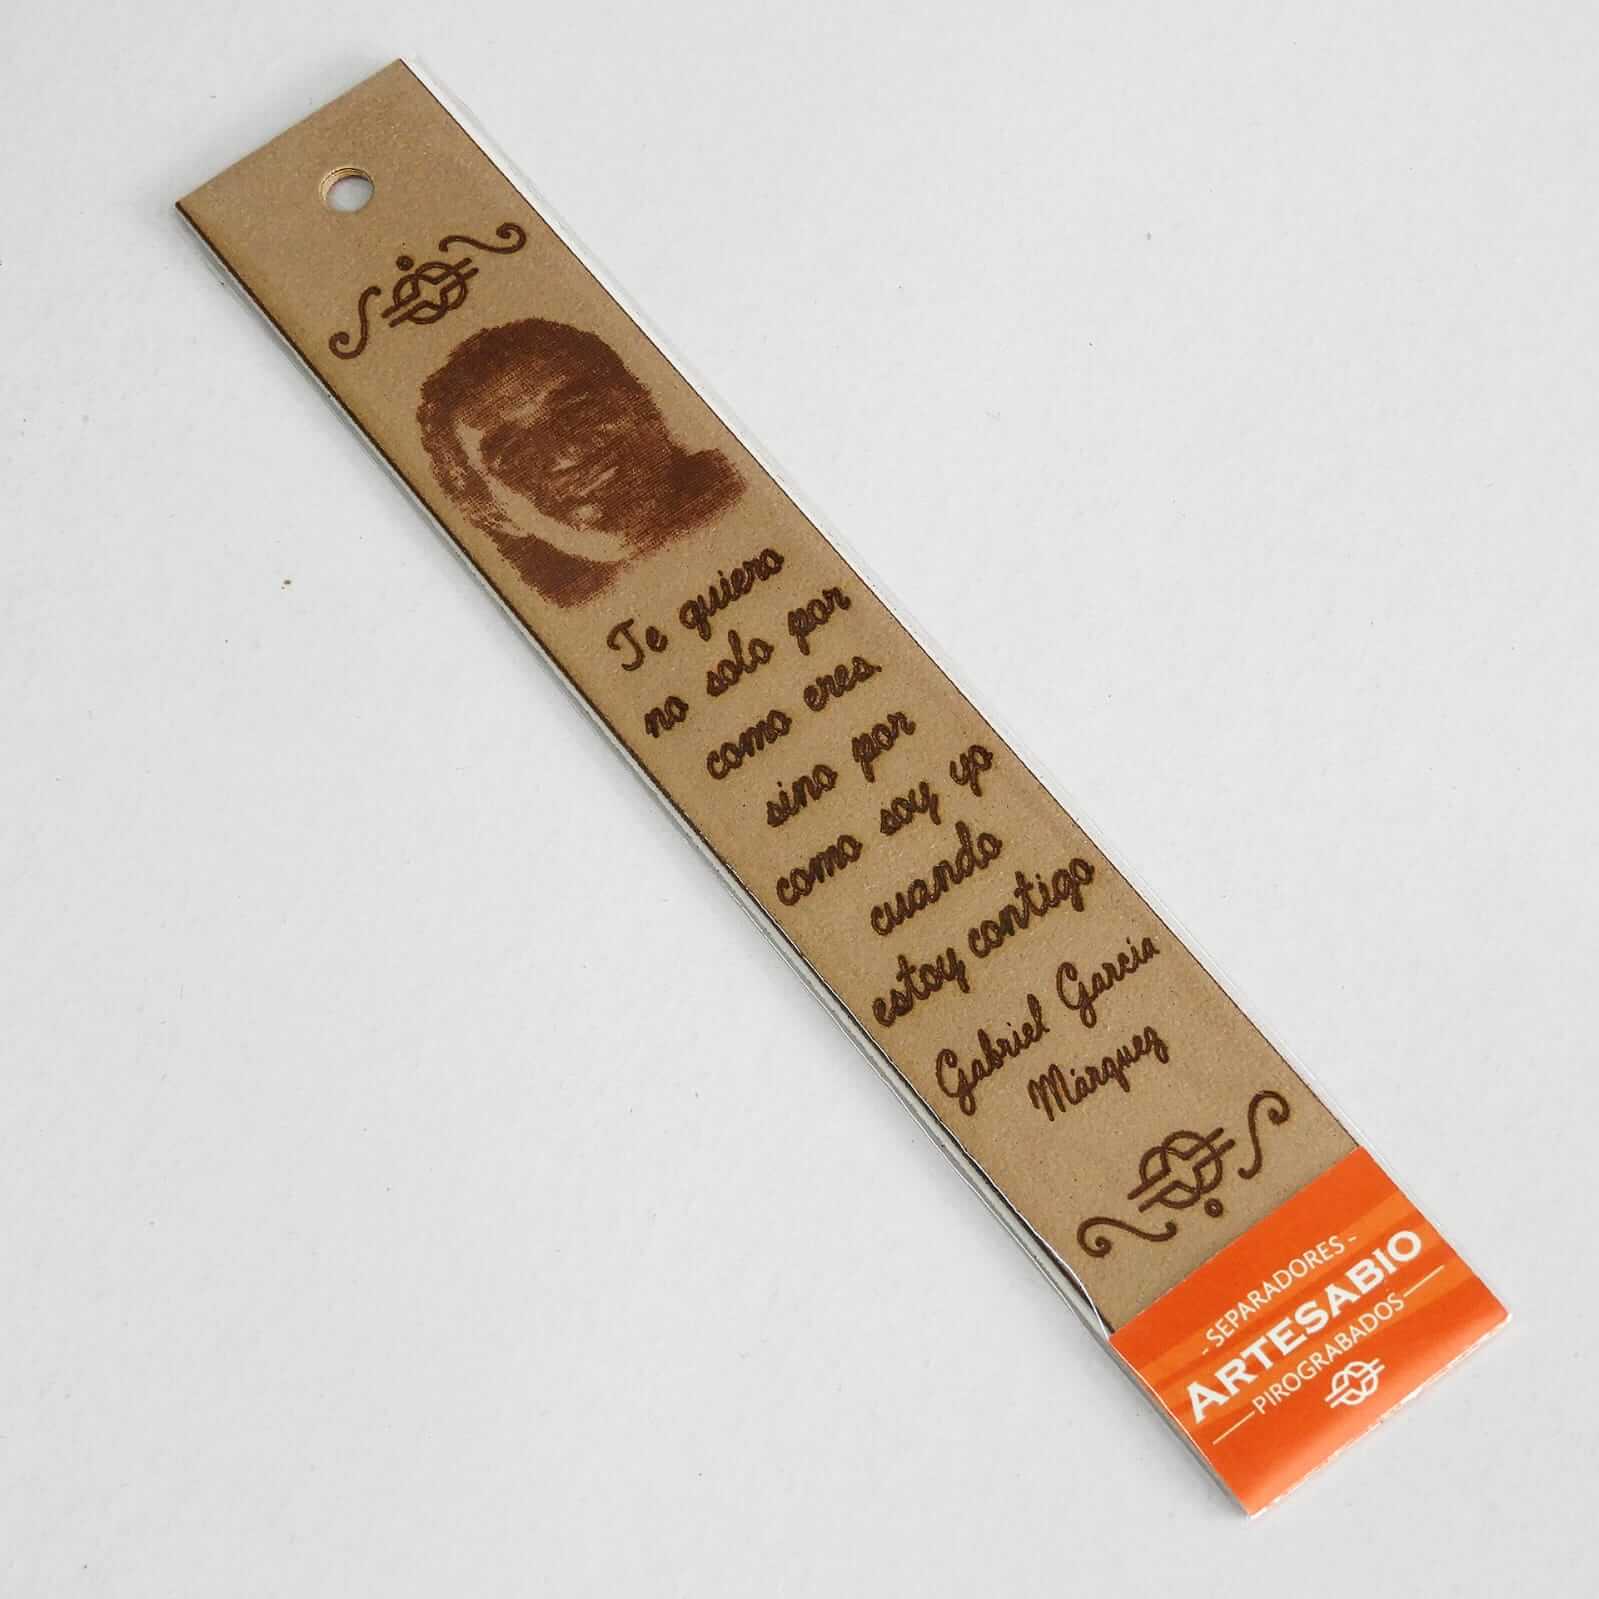 Te quiero
no solo por
como eres.
sino por
como soy yo
cuando
estoy contigo
Gabriel García
Márquez
- SEPARADORES -
ARTESABIO
PIROGRABADOS